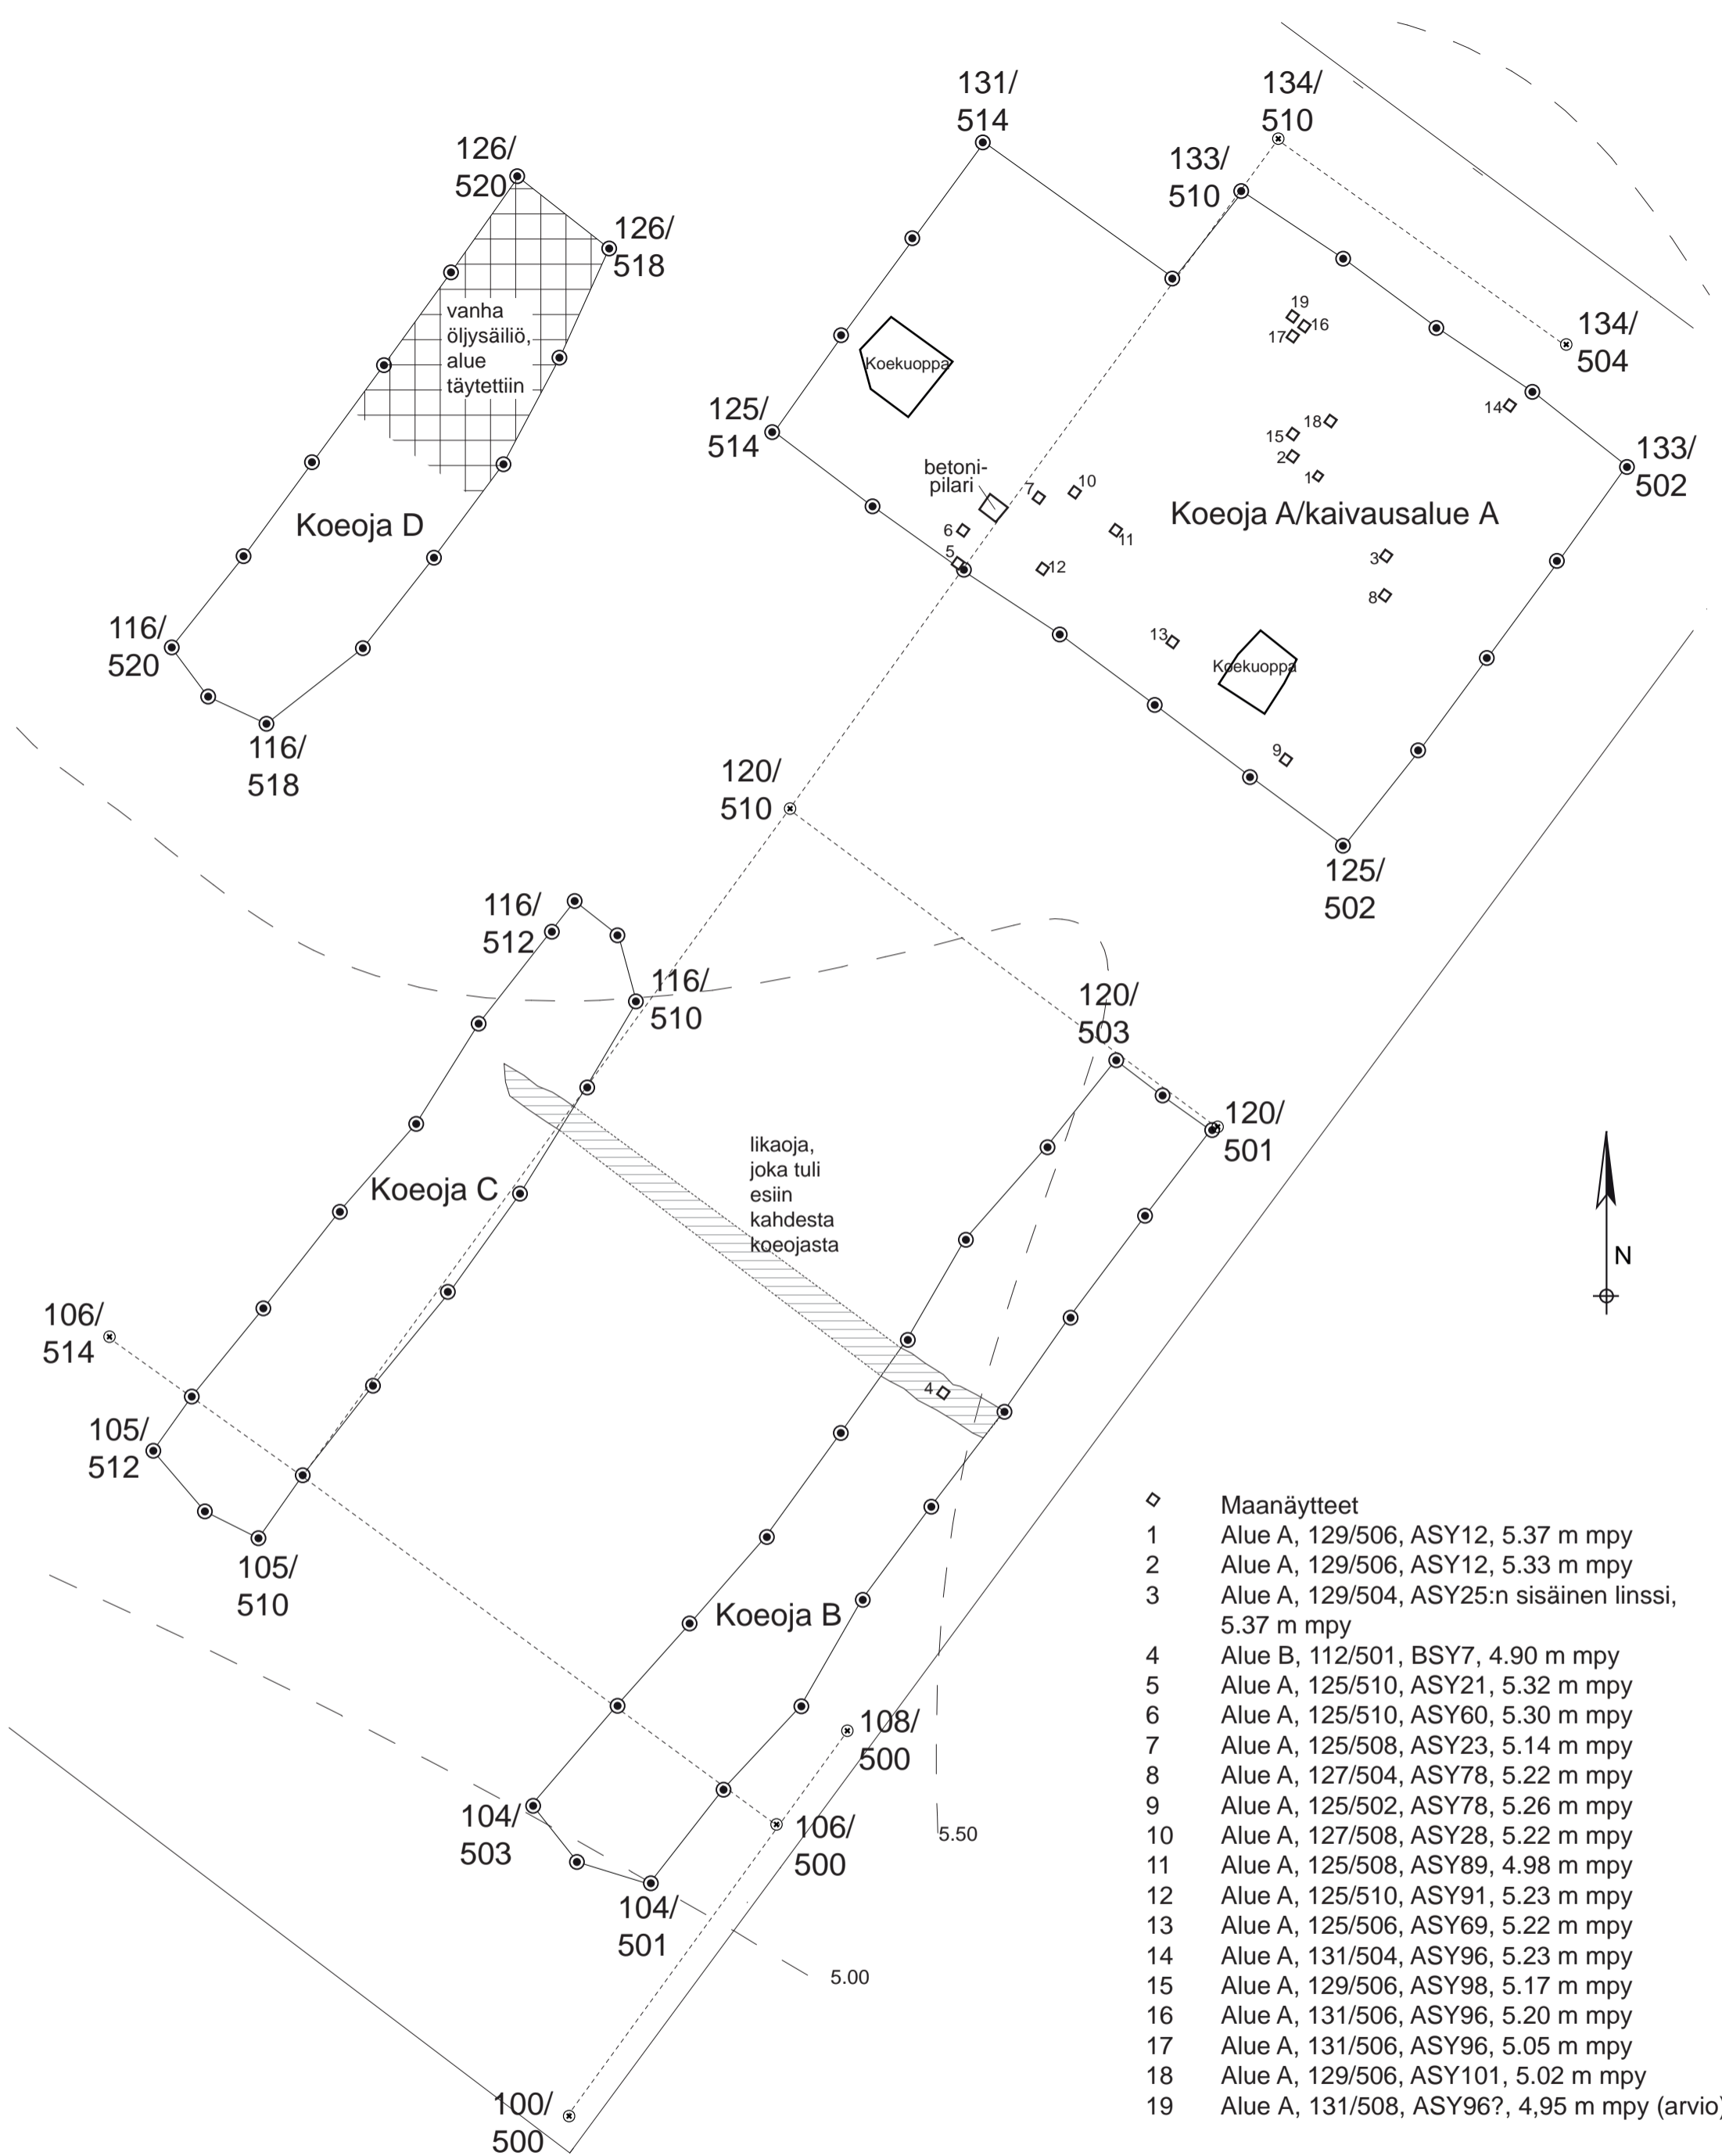 131/
514
134/
510
126/
520
133/
510
126/
518
vanha
öljysäiliö,
alue
täytettiin
19
16
17
134/
504
Koekuoppa
125/
514
14
18
15
2
1
133/
502
betoni-
pilari
7
10
Koeoja D
Koeoja A/kaivausalue A
6
11
5
12
3
8
116/
520
13
Koekuoppa
116/
518
9
120/
510
125/
502
116/
512
116/
510
120/
503
120/
501
likaoja,
joka tuli
esiin
kahdesta
koeojasta
Koeoja C
N
106/
514
4
105/
512
105/
510
Koeoja B
108/
500
104/
503
106/
500
5.50
104/
501
5.00
100/
500
Maanäytteet
1 Alue A, 129/506, ASY12, 5.37 m mpy
2 Alue A, 129/506, ASY12, 5.33 m mpy
3 Alue A, 129/504, ASY25:n sisäinen linssi,
5.37 m mpy
4 Alue B, 112/501, BSY7, 4.90 m mpy
5 Alue A, 125/510, ASY21, 5.32 m mpy
6 Alue A, 125/510, ASY60, 5.30 m mpy
7 Alue A, 125/508, ASY23, 5.14 m mpy
8 Alue A, 127/504, ASY78, 5.22 m mpy
9 Alue A, 125/502, ASY78, 5.26 m mpy
10 Alue A, 127/508, ASY28, 5.22 m mpy
11 Alue A, 125/508, ASY89, 4.98 m mpy
12 Alue A, 125/510, ASY91, 5.23 m mpy
13 Alue A, 125/506, ASY69, 5.22 m mpy
14 Alue A, 131/504, ASY96, 5.23 m mpy
15 Alue A, 129/506, ASY98, 5.17 m mpy
16 Alue A, 131/506, ASY96, 5.20 m mpy
17 Alue A, 131/506, ASY96, 5.05 m mpy
18 Alue A, 129/506, ASY101, 5.02 m mpy
19 Alue A, 131/508, ASY96?, 4,95 m mpy (arvio)